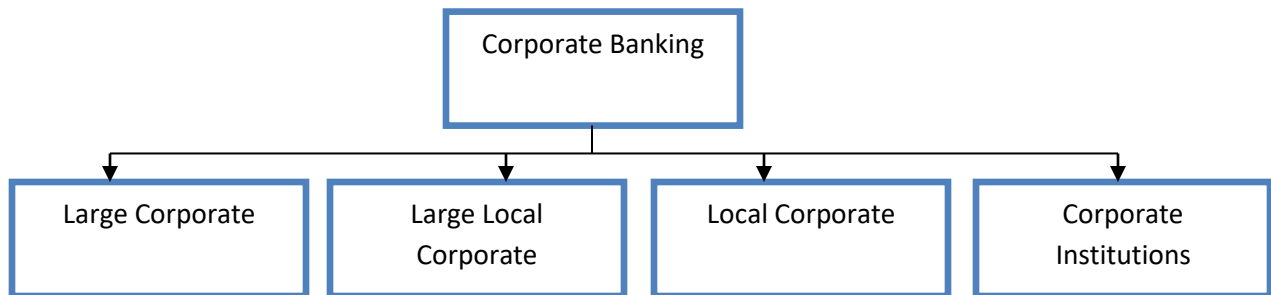 Corporate Banking
Large Corporate
Large Local
Corporate
Local Corporate
Corporate
Institutions